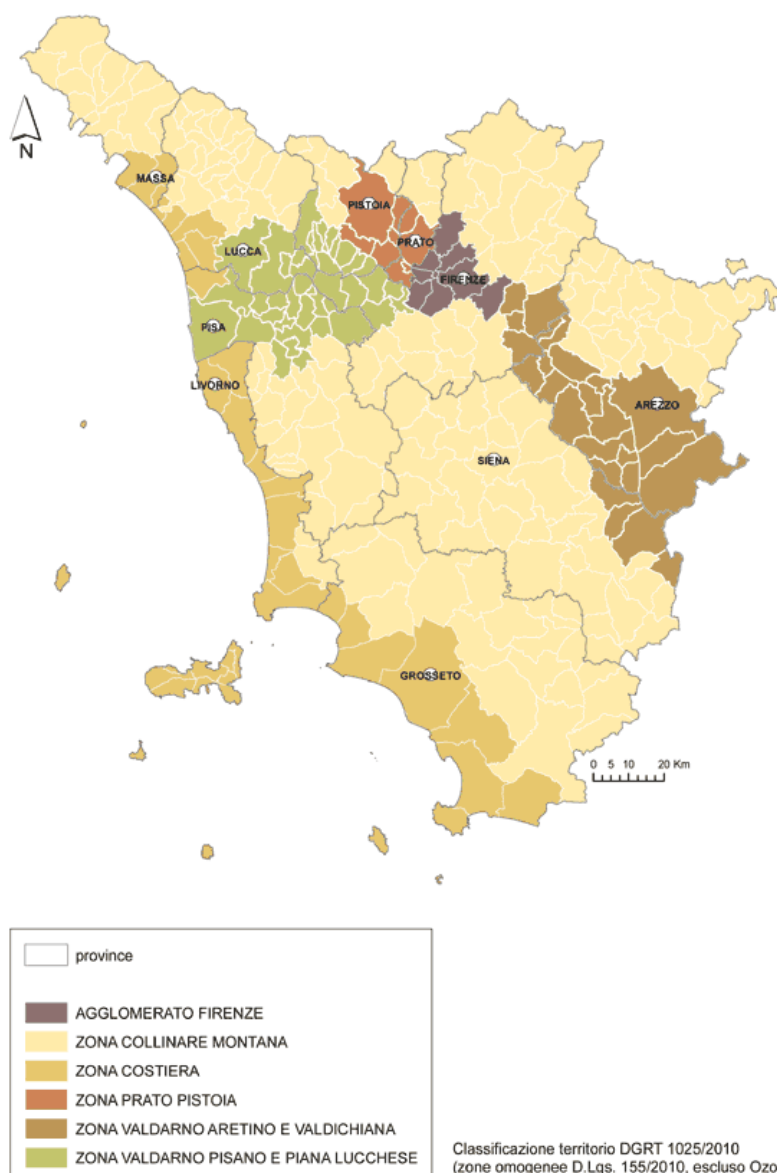 N
MASSA
PISTOIA
PRATO
LUCCA
FIRENZE
PISA
LIVORNO
AREZZO
SIENA
GROSSETO
0 5 10 20 Km
province
AGGLOMERATO FIRENZE
ZONA COLLINARE MONTANA
ZONA COSTIERA
ZONA PRATO PISTOIA
ZONA VALDARNO ARETINO E VALDICHIANA
ZONA VALDARNO PISANO E PIANA LUCCHESE
Classificazione territorio DGRT 1025/2010
(zone omogenee D.Lgs. 155/2010, escluso Ozo